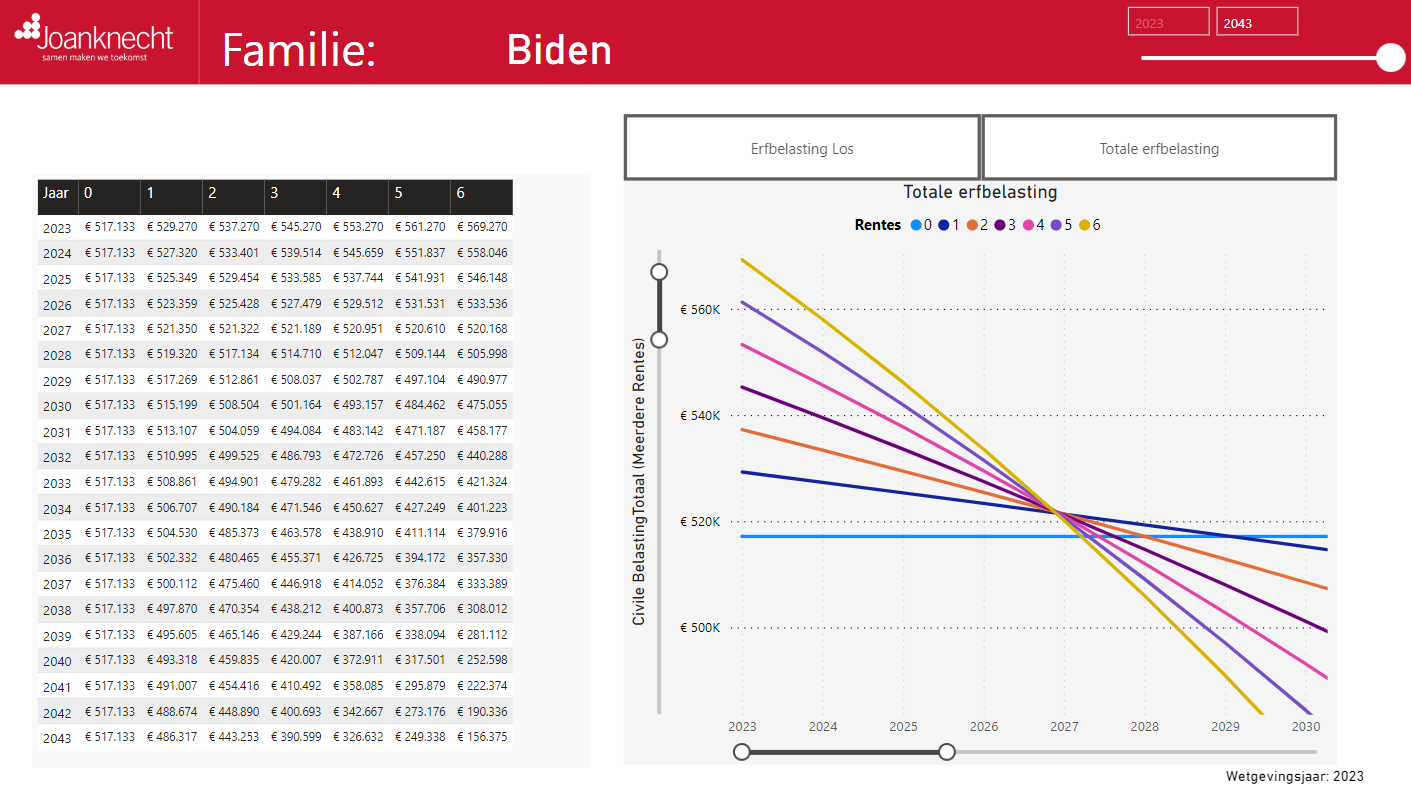 Joanknecht
samen maken we toekomst
Familie: Biden
2023 2043
Erfbelasting Los Totale erfbelasting
Jaar 0 1 2 3 4 5 6
2023 € 517.133 € 529.270 € 537.270 € 545.270 € 553.270 € 561.270 € 569.270
2024 € 517.133 € 527.320 € 533.401 € 539.514 € 545.659 € 551.837 € 558.046
2025 € 517.133 € 525.349 € 529.454 € 533.585 € 537.744 € 541.931 € 546.148
2026 € 517.133 € 523.359 € 525.428 € 527.479 € 529.512 € 531.531 € 533.536
2027 € 517.133 € 521.350 € 521.322 € 521.189 € 520.951 € 520.610 € 520.168
2028 € 517.133 € 519.320 € 517.134 € 514.710 € 512.047 € 509.144 € 505.998
2029 € 517.133 € 517.269 € 512.861 € 508.037 € 502.787 € 497.104 € 490.977
2030 € 517.133 € 515.199 € 508.504 € 501.164 € 493.157 € 484.462 € 475.055
2031 € 517.133 € 513.107 € 504.059 € 494.084 € 483.142 € 471.187 € 458.177
2032 € 517.133 € 510.995 € 499.525 € 486.793 € 472.726 € 457.250 € 440.288
2033 € 517.133 € 508.861 € 494.901 € 479.282 € 461.893 € 442.615 € 421.324
2034 € 517.133 € 506.707 € 490.184 € 471.546 € 450.627 € 427.249 € 401.223
2035 € 517.133 € 504.530 € 485.373 € 463.578 € 438.910 € 411.114 € 379.916
2036 € 517.133 € 502.332 € 480.465 € 455.371 € 426.725 € 394.172 € 357.330
2037 € 517.133 € 500.112 € 475.460 € 446.918 € 414.052 € 376.384 € 333.389
2038 € 517.133 € 497.870 € 470.354 € 438.212 € 400.873 € 357.706 € 308.012
2039 € 517.133 € 495.605 € 465.146 € 429.244 € 387.166 € 338.094 € 281.112
2040 € 517.133 € 493.318 € 459.835 € 420.007 € 372.911 € 317.501 € 252.598
2041 € 517.133 € 491.007 € 454.416 € 410.492 € 358.085 € 295.879 € 222.374
2042 € 517.133 € 488.674 € 448.890 € 400.693 € 342.667 € 273.176 € 190.336
2043 € 517.133 € 486.317 € 443.253 € 390.599 € 326.632 € 249.338 € 156.375
Totale erfbelasting
Rentes 0 1 2 3 4 5 6
Civile BelastingTotaal (Meerdere Rentes)
€ 560K
€ 540K
€ 520K
€ 500K
2023 2024 2025 2026 2027 2028 2029 2030
Wetgevingsjaar: 2023